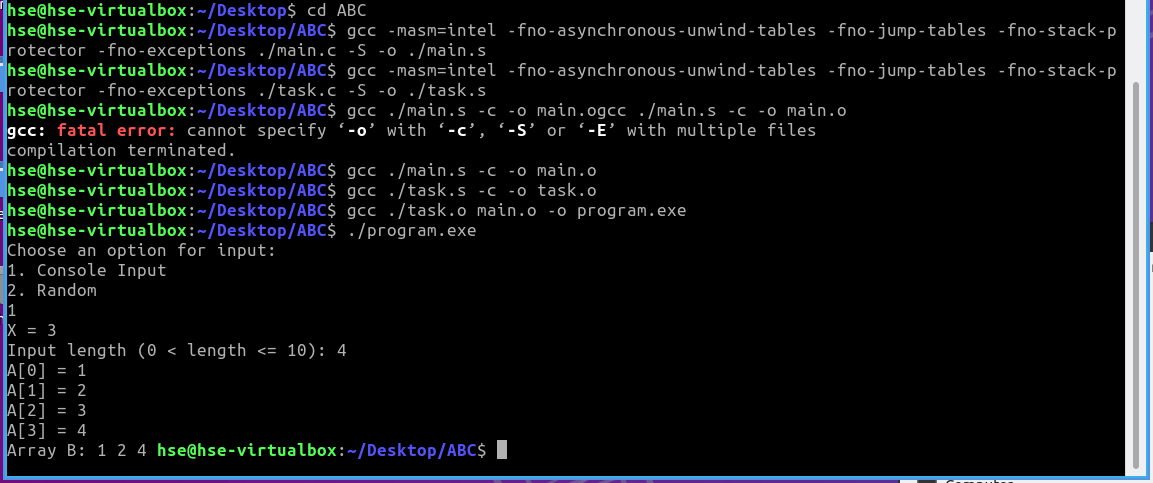 hse@hse-virtualbox:~/Desktop$ cd ABC
hse@hse-virtualbox:~/Desktop/ABC$ gcc -masm=intel -fno-asynchronous-unwind-tables -fno-jump-tables -fno-stack-p
rotector -fno-exceptions ./main.c -S -o ./main.s
hse@hse-virtualbox:~/Desktop/ABC$ gcc -masm=intel -fno-asynchronous-unwind-tables -fno-jump-tables -fno-stack-p
rotector -fno-exceptions ./task.c -S -o ./task.s
hse@hse-virtualbox:~/Desktop/ABC$ gcc ./main.s -c -o main.ogcc ./main.s -c -o main.o
gcc: fatal error: cannot specify ‘-o’ with ‘-c’, ‘-S’ or ‘-E’ with multiple files
compilation terminated.
hse@hse-virtualbox:~/Desktop/ABC$ gcc ./main.s -c -o main.o
hse@hse-virtualbox:~/Desktop/ABC$ gcc ./task.s -c -o task.o
hse@hse-virtualbox:~/Desktop/ABC$ gcc ./task.o main.o -o program.exe
hse@hse-virtualbox:~/Desktop/ABC$ ./program.exe
Choose an option for input:
1. Console Input
2. Random
1
X = 3
Input length (0 < length <= 10): 4
A[0] = 1
A[1] = 2
A[2] = 3
A[3] = 4
Array B: 1 2 4 hse@hse-virtualbox:~/Desktop/ABC$